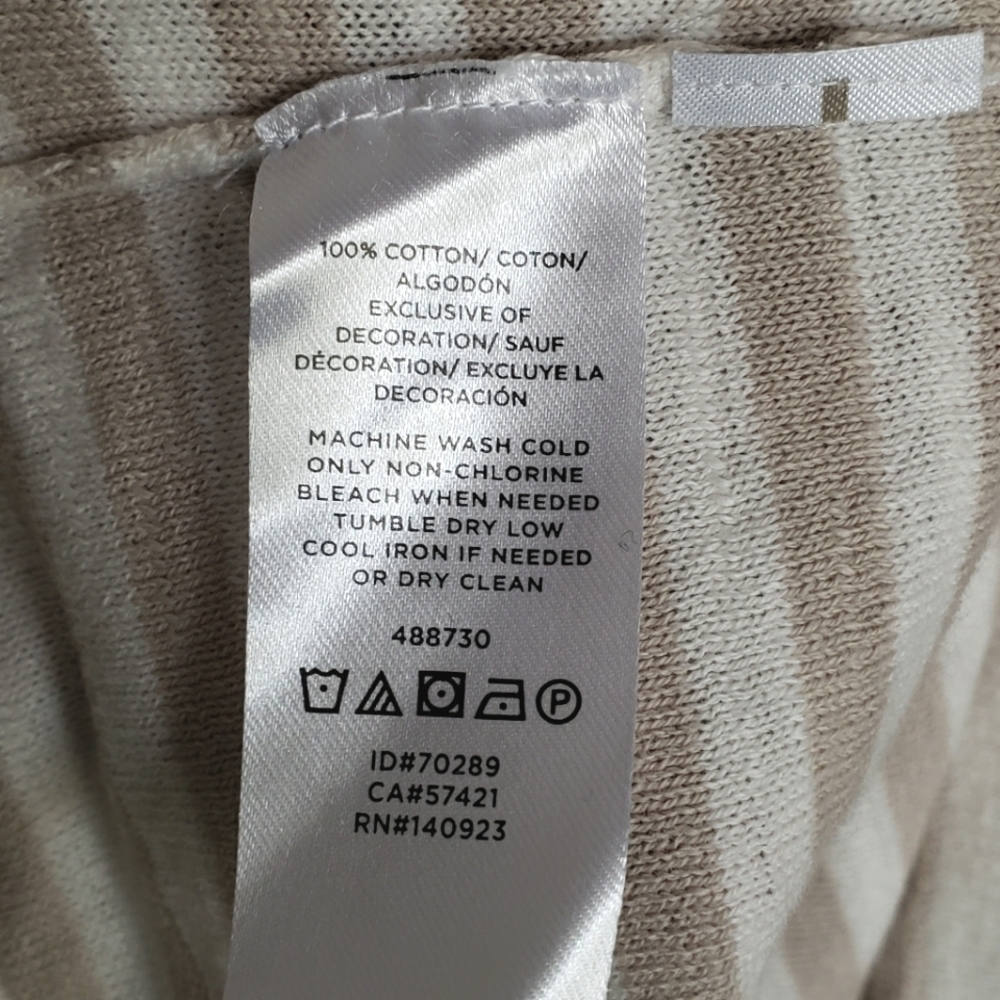 100% COTTON/ COTON/
ALGODÓN
EXCLUSIVE OF
DECORATION/ SAUF
DÉCORATION/ EXCLUYE LA
DECORACIÓN
MACHINE WASH COLD
ONLY NON-CHLORINE
BLEACH WHEN NEEDED
TUMBLE DRY LOW
COOL IRON IF NEEDED
OR DRY CLEAN
488730
P
ID#70289
CA#57421
RN#140923